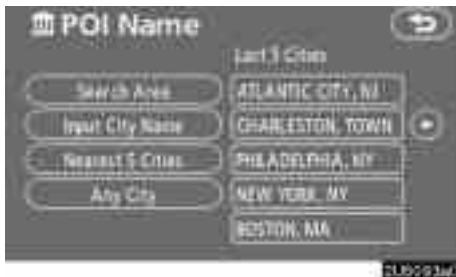 POI Name
Last 5 Cities
Search Area
ATLANTIC CITY, NJ
Input City Name
CHARLESTON, TOWN
Nearest 5 Cities
PHILADELPHIA, NY
Any City
NEW YORK, NY
BOSTON, MA